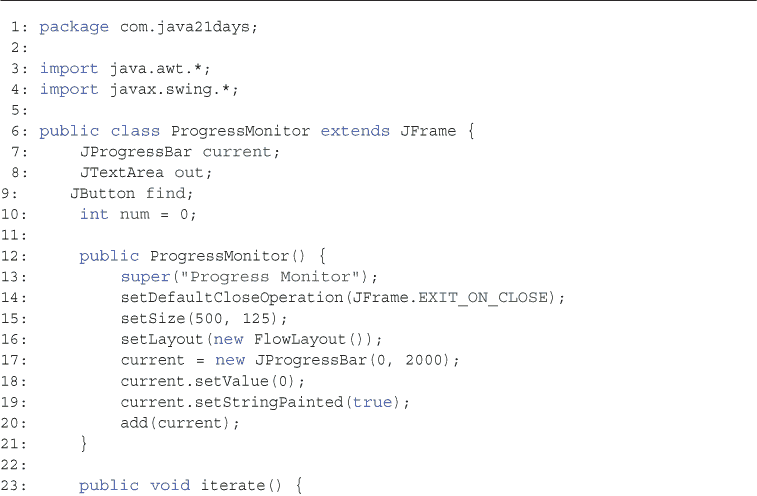 1: package com.java21days;
2:
3: import java.awt.*;
4: import javax.swing.*;
5:
6: public class ProgressMonitor extends JFrame {
7:     JProgressBar current;
8:     JTextArea out;
9:     JButton find;
10:     int num = 0;
11:
12:     public ProgressMonitor() {
13:         super("Progress Monitor");
14:         setDefaultCloseOperation(JFrame.EXIT_ON_CLOSE);
15:         setSize(500, 125);
16:         setLayout(new FlowLayout());
17:         current = new JProgressBar(0, 2000);
18:         current.setValue(0);
19:         current.setStringPainted(true);
20:         add(current);
21:     }
22:
23:     public void iterate() {